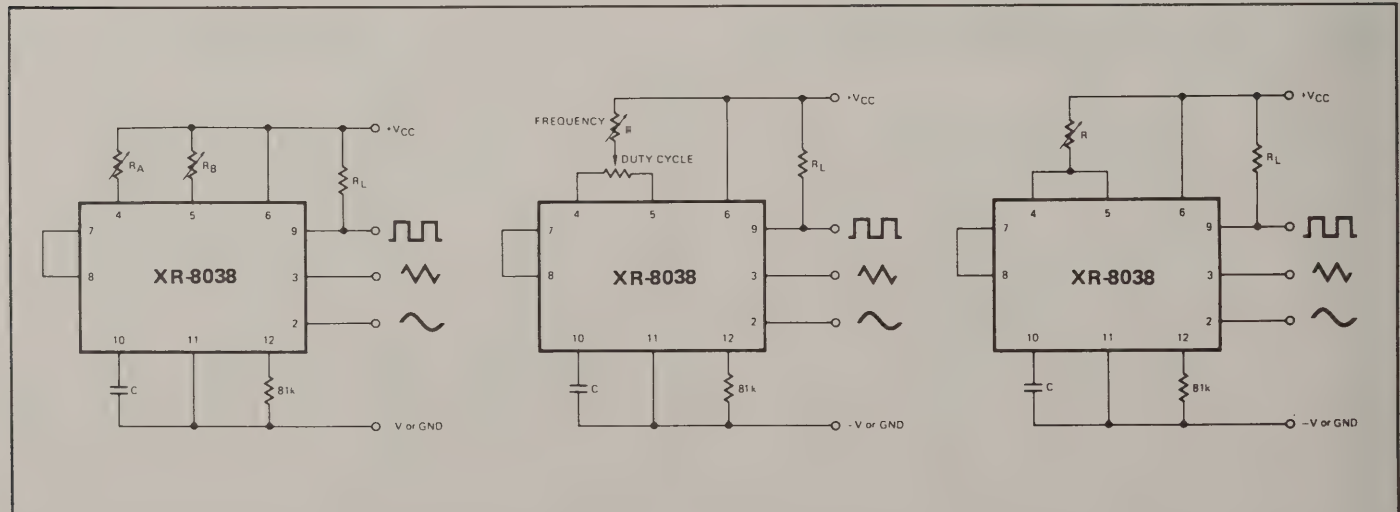 +VCC
RA
RB
RL
4
5
6
7
8
9
3
2
XR-8038
10
11
12
C
81k
V or GND
+VCC
FREQUENCY
DUTY CYCLE
RL
4
5
6
7
8
9
3
2
XR-8038
10
11
12
C
81k
-V or GND
+VCC
R
RL
4
5
6
7
8
9
3
2
XR-8038
10
11
12
C
81k
-V or GND